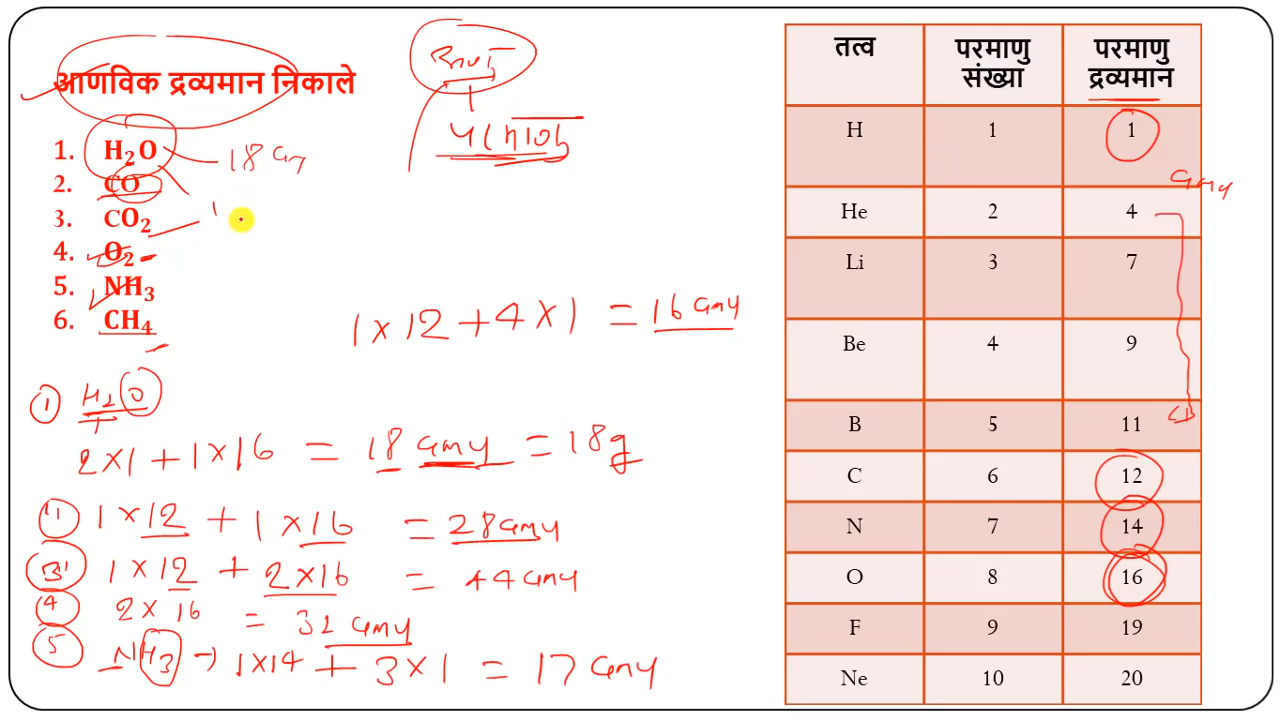 आणविक द्रव्यमान निकाले
1. H₂O 18
2. CO
3. CO₂
4. O₂
5. NH₃
6. CH₄
1×12 + 4×1 = 16 amu
① H₂O
2×1 + 1×16 = 18 amu = 18g
1×12 + 1×16 = 28 amu
1×12 + 2×16 = 44 amu
4 2×16 = 32 amu
5 NH3 → 1×14 + 3×1 = 17 amu
तत्व परमाणु संख्या परमाणु द्रव्यमान
H 1 1
amu
He 2 4
Li 3 7
Be 4 9
B 5 11
C 6 12
N 7 14
O 8 16
F 9 19
Ne 10 20